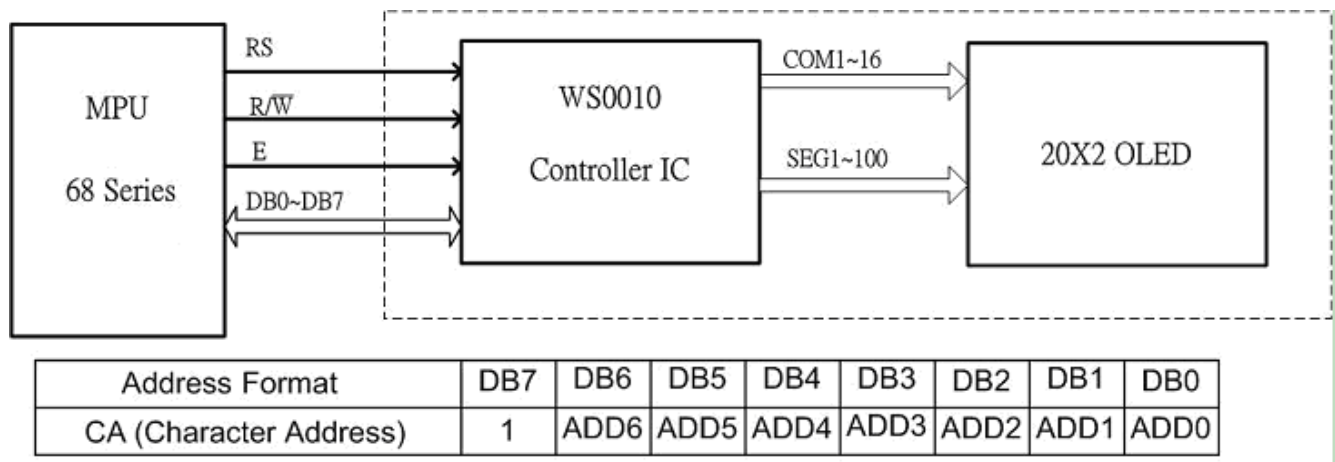 RS
COM1~16
MPU
R/W̅
WS0010
E
SEG1~100
20X2 OLED
68 Series
Controller IC
DB0~DB7
Address Format DB7 DB6 DB5 DB4 DB3 DB2 DB1 DB0
CA (Character Address) 1 ADD6 ADD5 ADD4 ADD3 ADD2 ADD1 ADD0